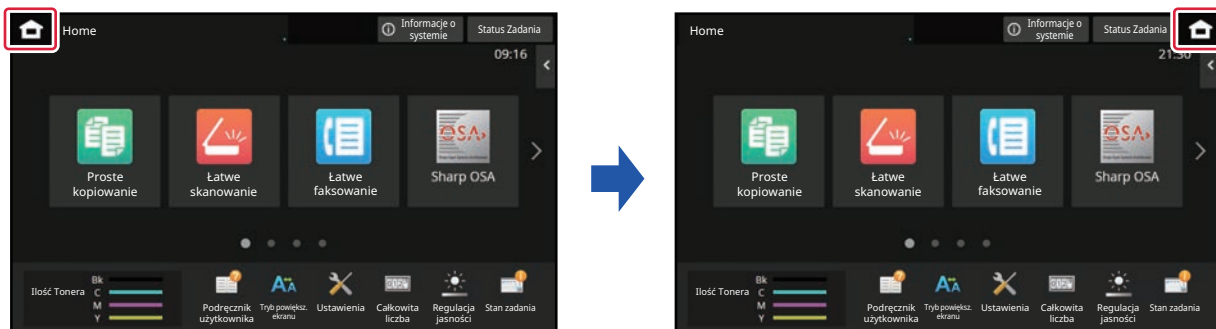 Home
Informacje o
systemie
Status Zadania
09:16
Proste
kopiowanie
Łatwe
skanowanie
Łatwe
faksowanie
OSA
Sharp OSA
Ilość Tonera
Bk
C
M
Y
Podręcznik
użytkownika
Tryb powiększ.
ekranu
Ustawienia
Całkowita
liczba
Regulacja
jasności
Stan zadania
Home
Informacje o
systemie
Status Zadania
21:30
Proste
kopiowanie
Łatwe
skanowanie
Łatwe
faksowanie
OSA
Sharp OSA
Ilość Tonera
Bk
C
M
Y
Podręcznik
użytkownika
Tryb powiększ.
ekranu
Ustawienia
Całkowita
liczba
Regulacja
jasności
Stan zadania